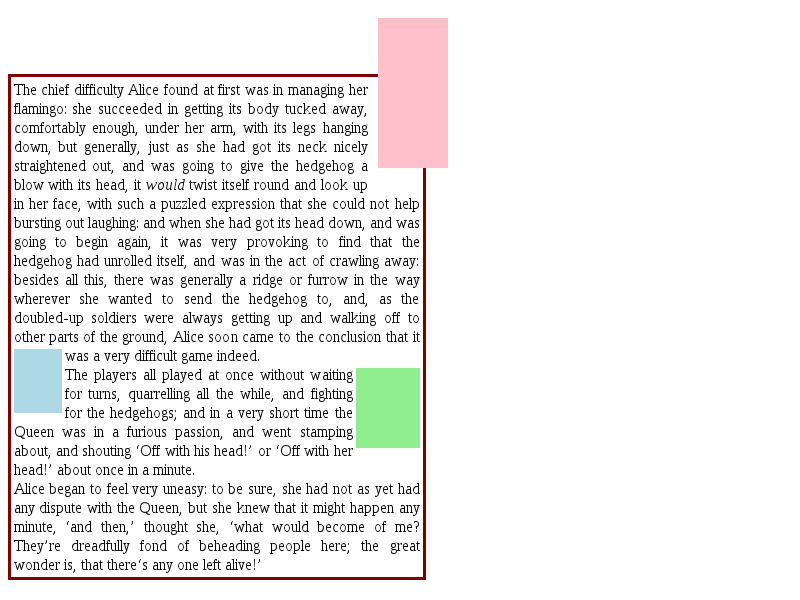 The chief difficulty Alice found at first was in managing her
flamingo: she succeeded in getting its body tucked away,
comfortably enough, under her arm, with its legs hanging
down, but generally, just as she had got its neck nicely
straightened out, and was going to give the hedgehog a
blow with its head, it would twist itself round and look up
in her face, with such a puzzled expression that she could not help
bursting out laughing: and when she had got its head down, and was
going to begin again, it was very provoking to find that the
hedgehog had unrolled itself, and was in the act of crawling away:
besides all this, there was generally a ridge or furrow in the way
wherever she wanted to send the hedgehog to, and, as the
doubled-up soldiers were always getting up and walking off to
other parts of the ground, Alice soon came to the conclusion that it
was a very difficult game indeed.
The players all played at once without waiting
for turns, quarrelling all the while, and fighting
for the hedgehogs; and in a very short time the
Queen was in a furious passion, and went stamping
about, and shouting ‘Off with his head!’ or ‘Off with her
head!’ about once in a minute.
Alice began to feel very uneasy: to be sure, she had not as yet had
any dispute with the Queen, but she knew that it might happen any
minute, ‘and then,’ thought she, ‘what would become of me?
They’re dreadfully fond of beheading people here; the great
wonder is, that there‘s any one left alive!’